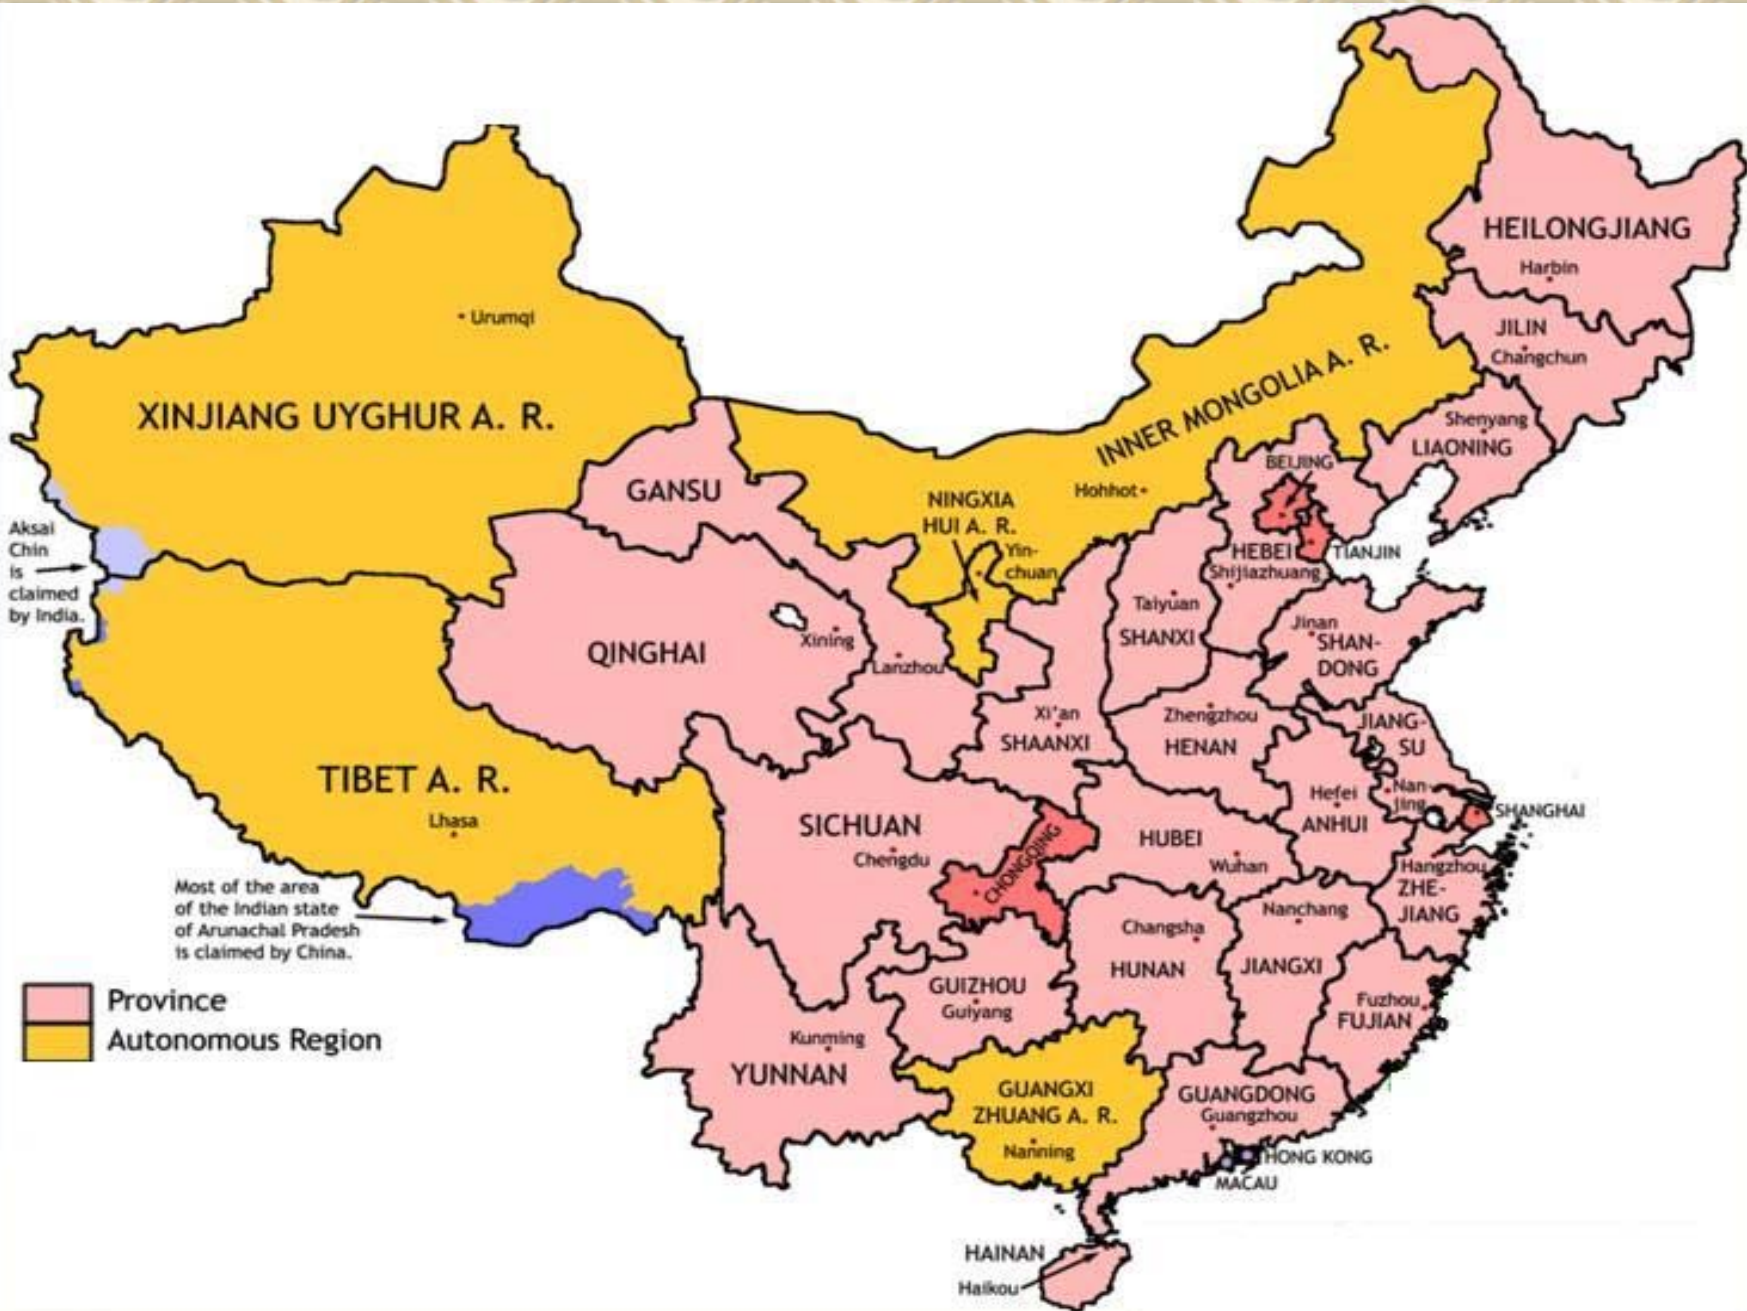 HEILONGJIANG
Harbin
JILIN
Changchun
Urumqi
XINJIANG UYGHUR A. R.
INNER MONGOLIA A. R.
Shenyang
LIAONING
BEIJING
GANSU
NINGXIA
HUI A. R.
Hohhot
Yin-
chuan
HEBEI
TIANJIN
Shijiazhuang
Aksai
Chin
is
claimed
by India.
Taiyuan
SHANXI
Jinan
SHAN-
DONG
QINGHAI
Xining
Lanzhou
Xi'an
SHAANXI
Zhengzhou
HENAN
JIANG-
SU
TIBET A. R.
Lhasa
SICHUAN
Chengdu
CHONGQING
HUBEI
Wuhan
Hefei
ANHUI
Nan-
jing
SHANGHAI
Hangzhou
ZHE-
JIANG
Most of the area
of the Indian state
of Arunachal Pradesh
is claimed by China.
Changsha
HUNAN
Nanchang
JIANGXI
GUIZHOU
Guiyang
Fuzhou
FUJIAN
Province
Autonomous Region
Kunming
YUNNAN
GUANGXI
ZHUANG A. R.
Nanning
GUANGDONG
Guangzhou
HONG KONG
MACAU
HAINAN
Haikou